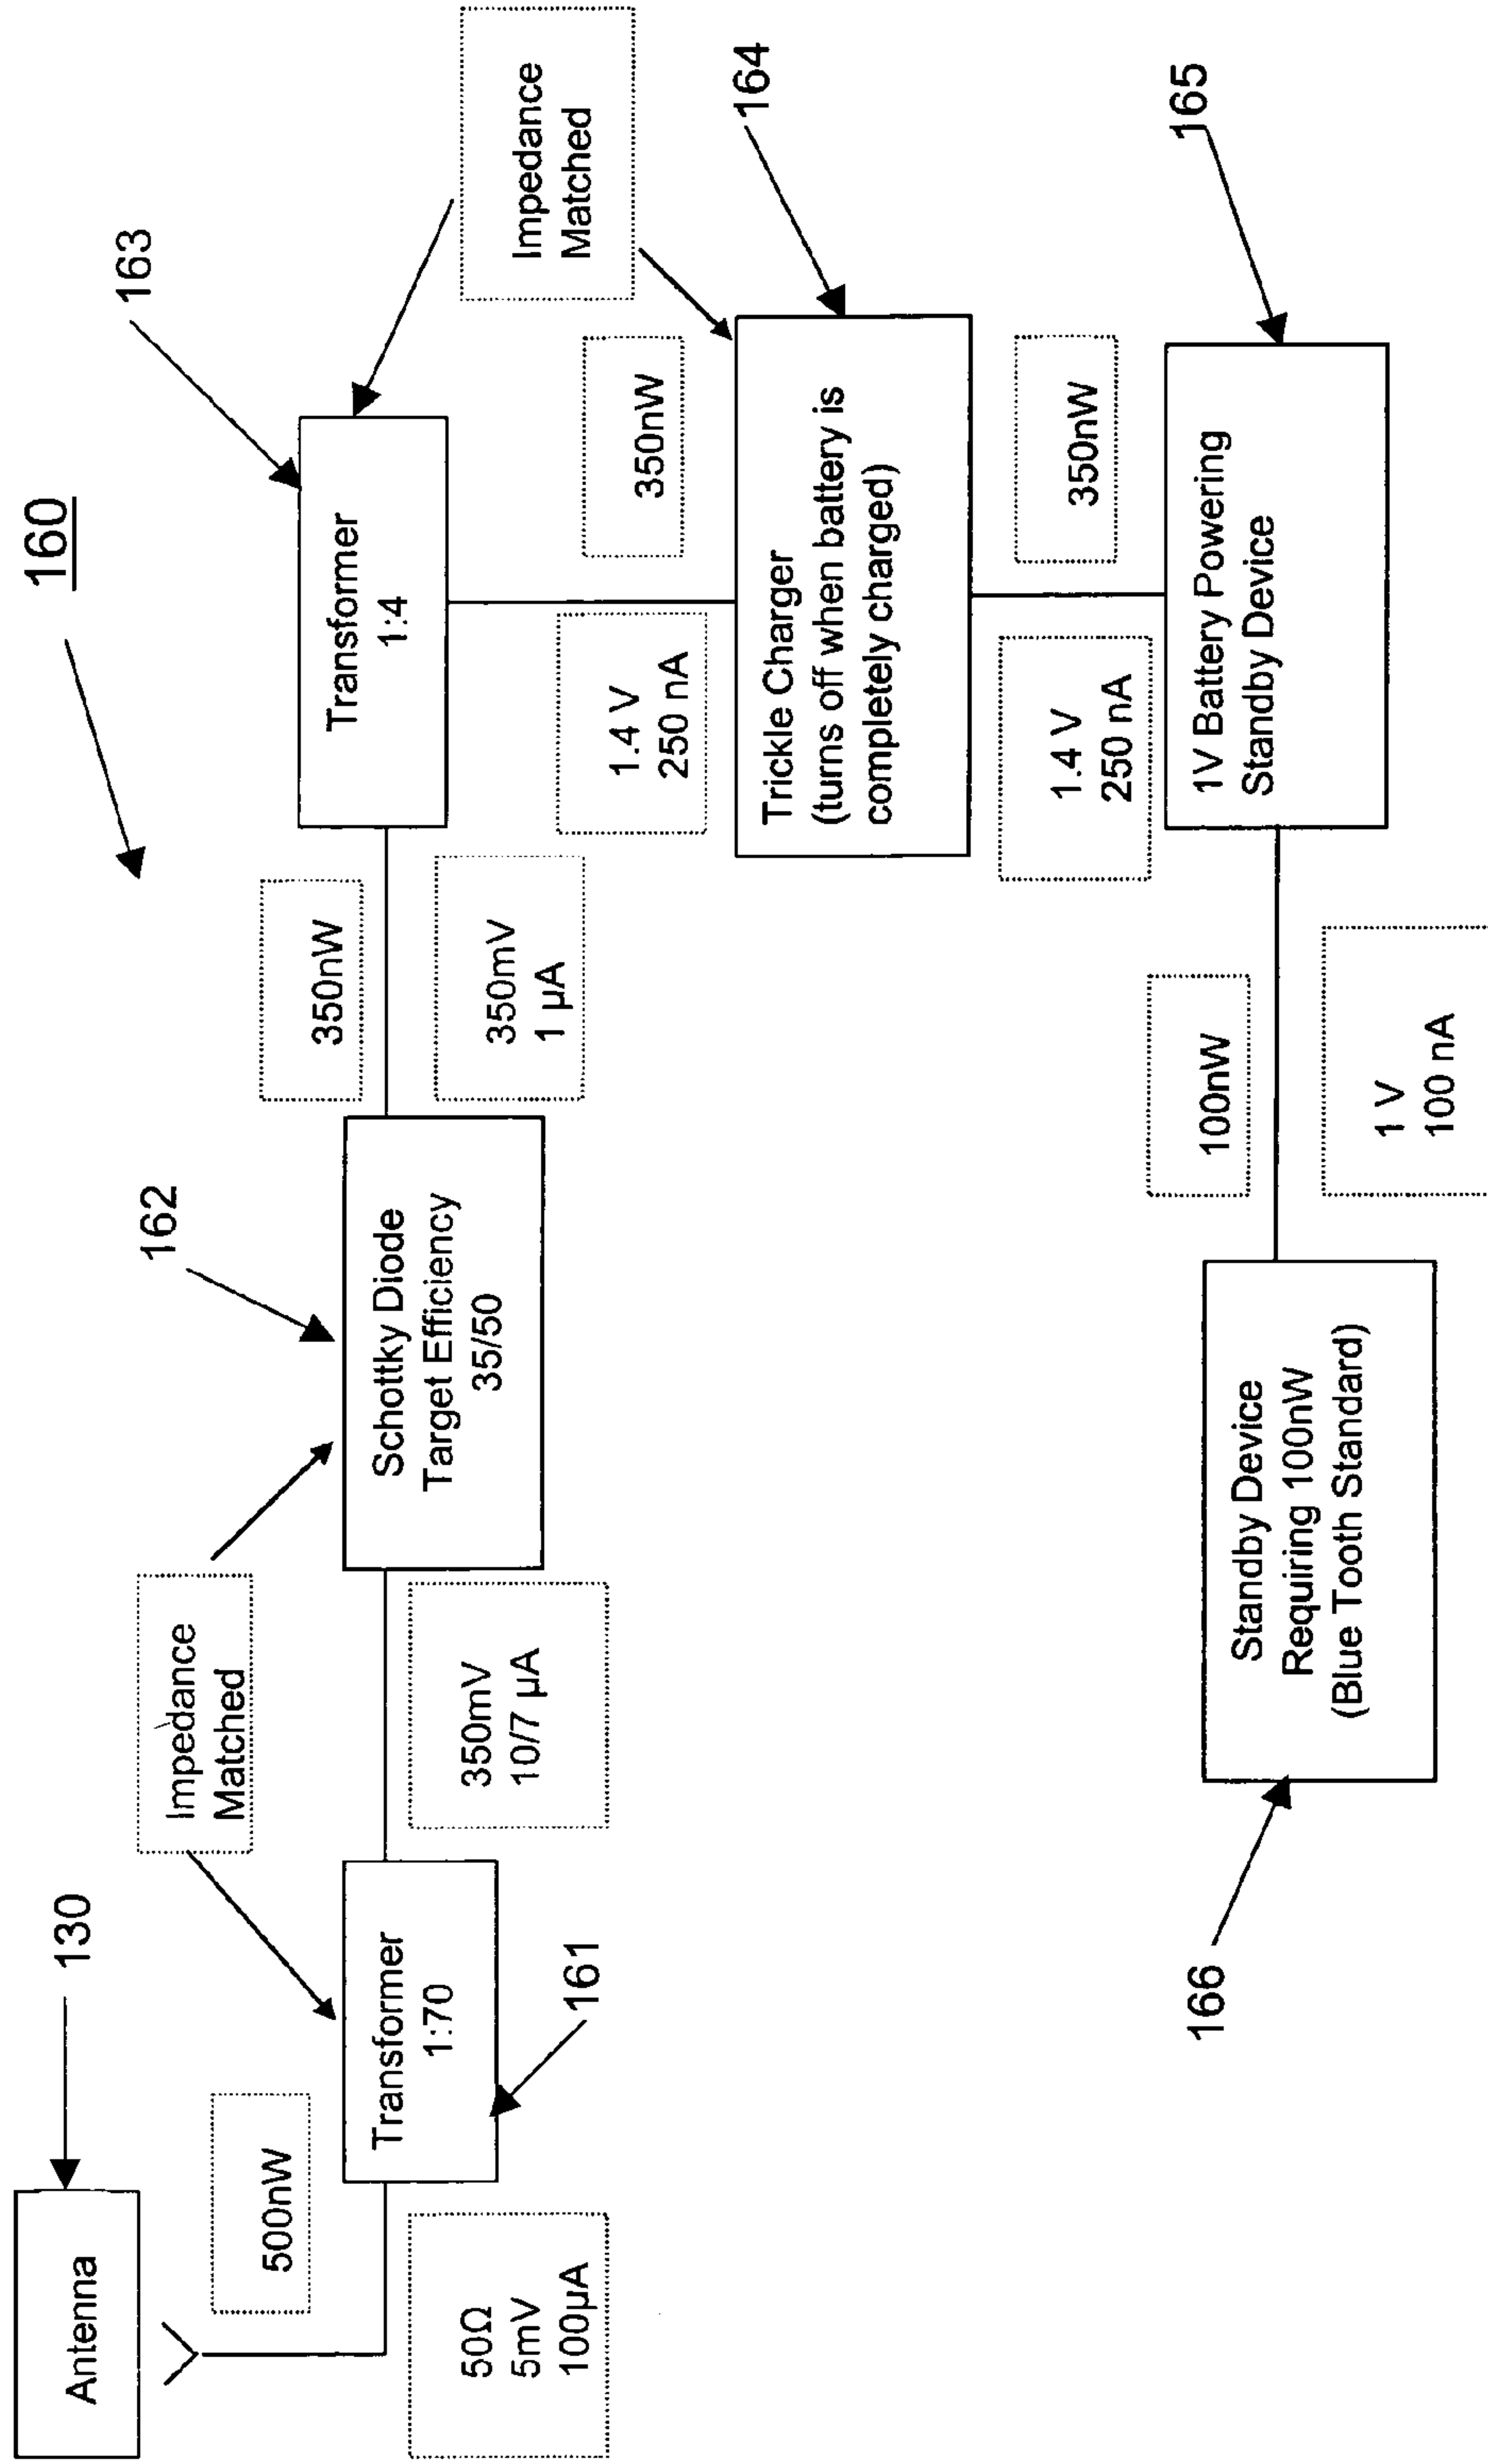 160
Antenna
130
500nW
50Ω
5mV
100µA
Transformer
1:70
161
Impedance
Matched
350mV
10/7 µA
162
Schottky Diode
Target Efficiency
35/50
350nW
350mV
1 µA
163
Transformer
1:4
Impedance
Matched
350nW
1.4 V
250 nA
164
Trickle Charger
(turns off when battery is
completely charged)
350nW
1.4 V
250 nA
165
1V Battery Powering
Standby Device
100nW
1 V
100 nA
166
Standby Device
Requiring 100nW
(Blue Tooth Standard)